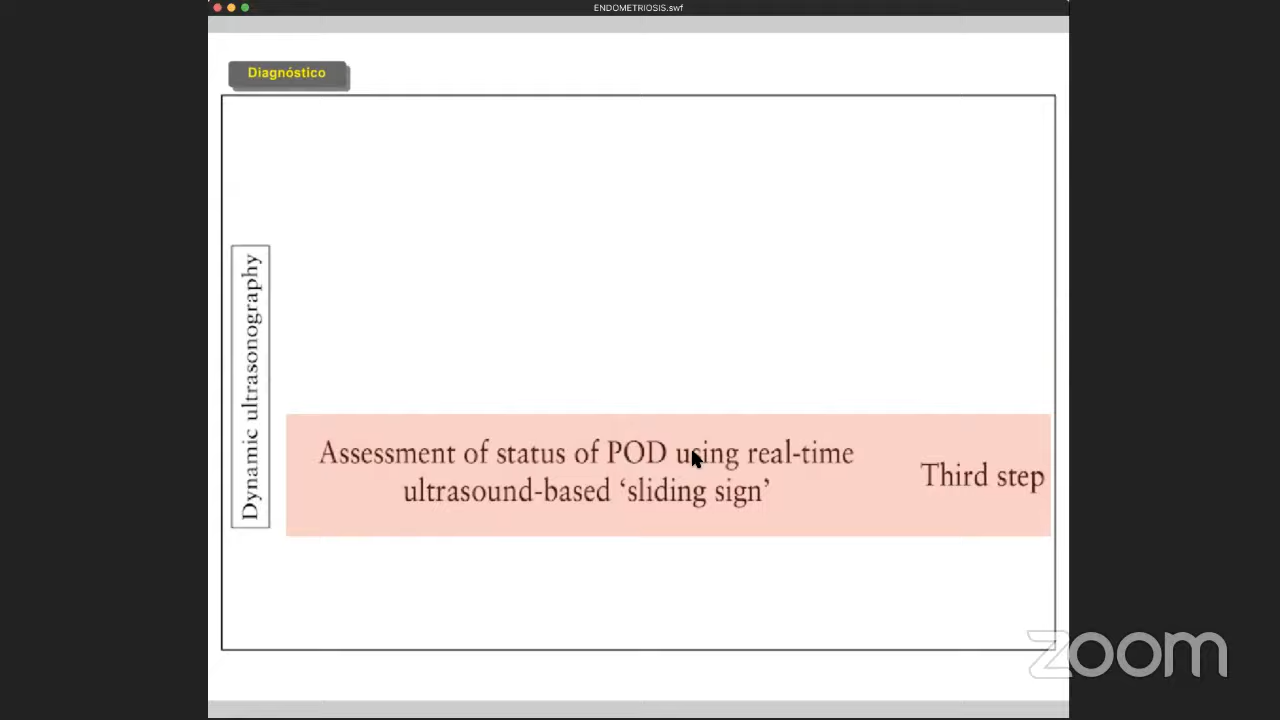 ENDOMETRIOSIS.swf
Diagnóstico
Dynamic ultrasonography
Assessment of status of POD using real-time
ultrasound-based ‘sliding sign’
Third step
zoom